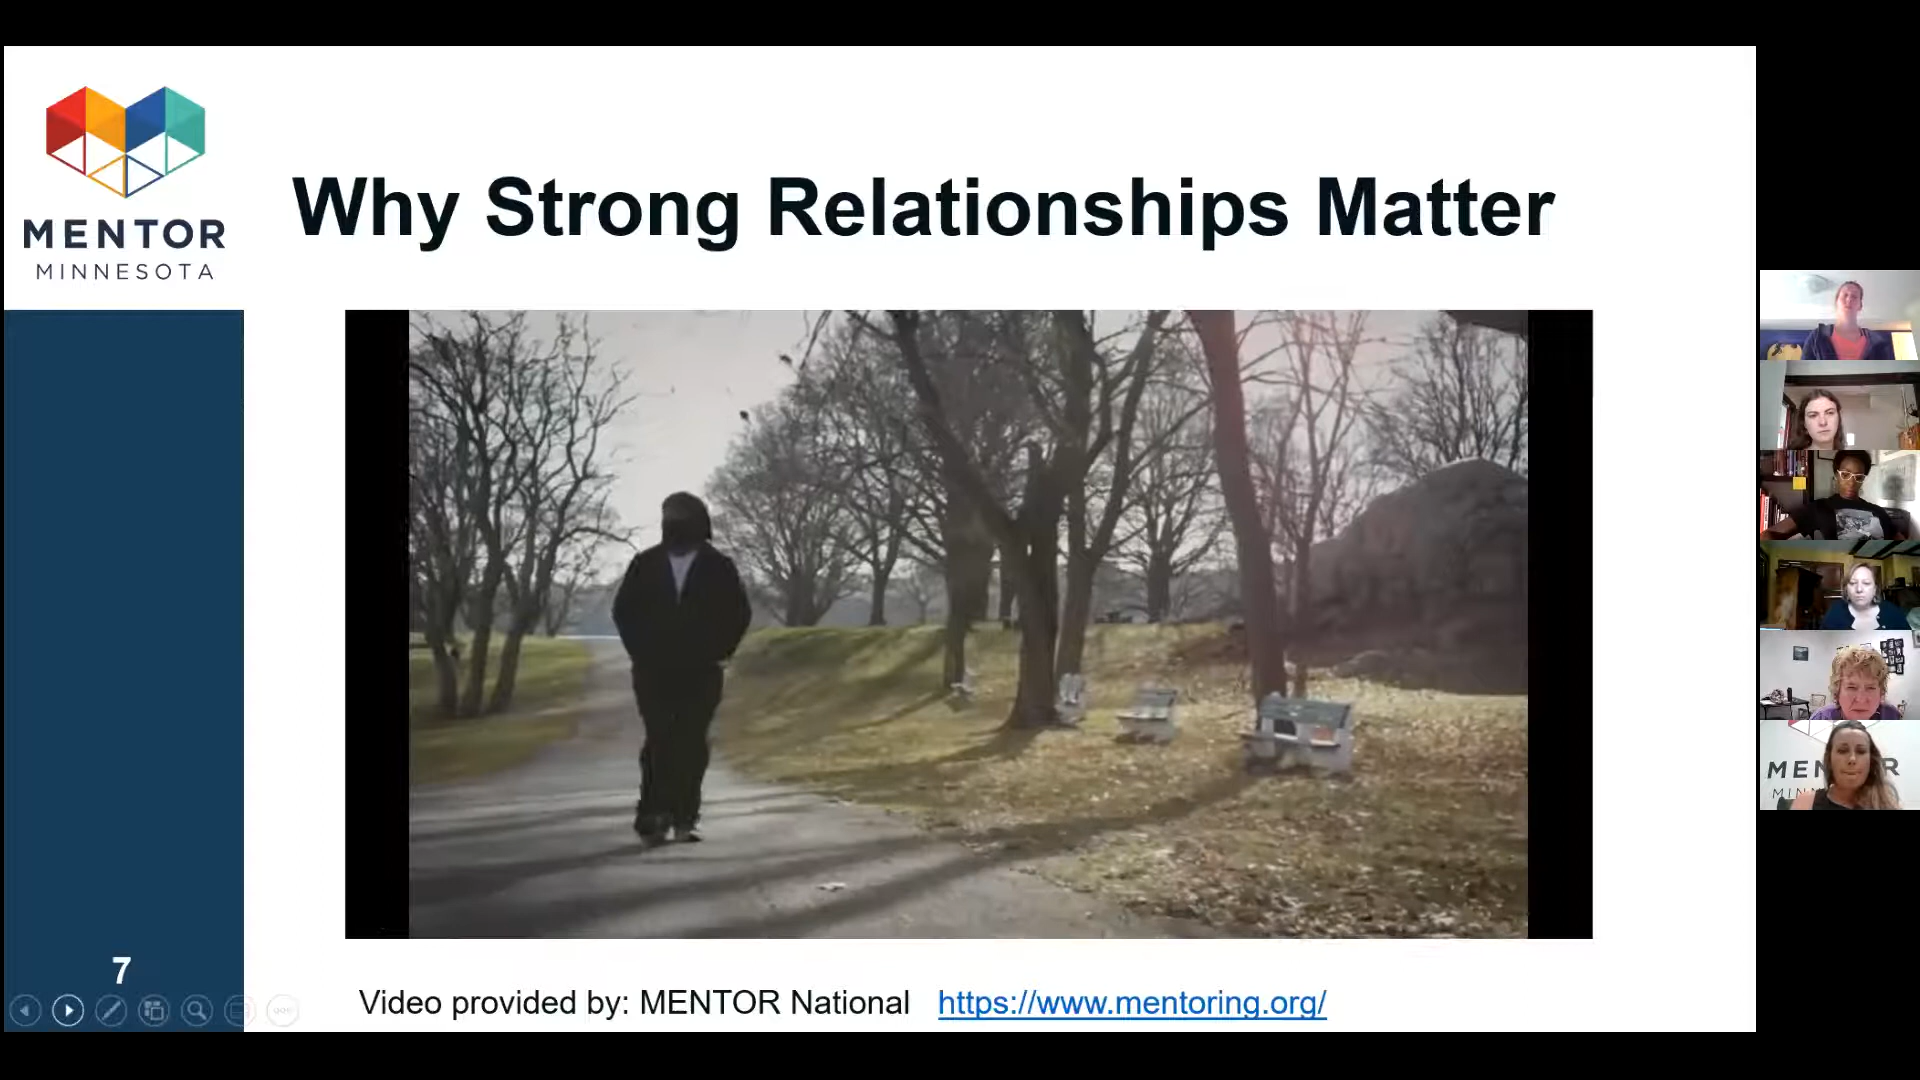 MENTOR
MINNESOTA
Why Strong Relationships Matter
7
Video provided by: MENTOR National https://www.mentoring.org/